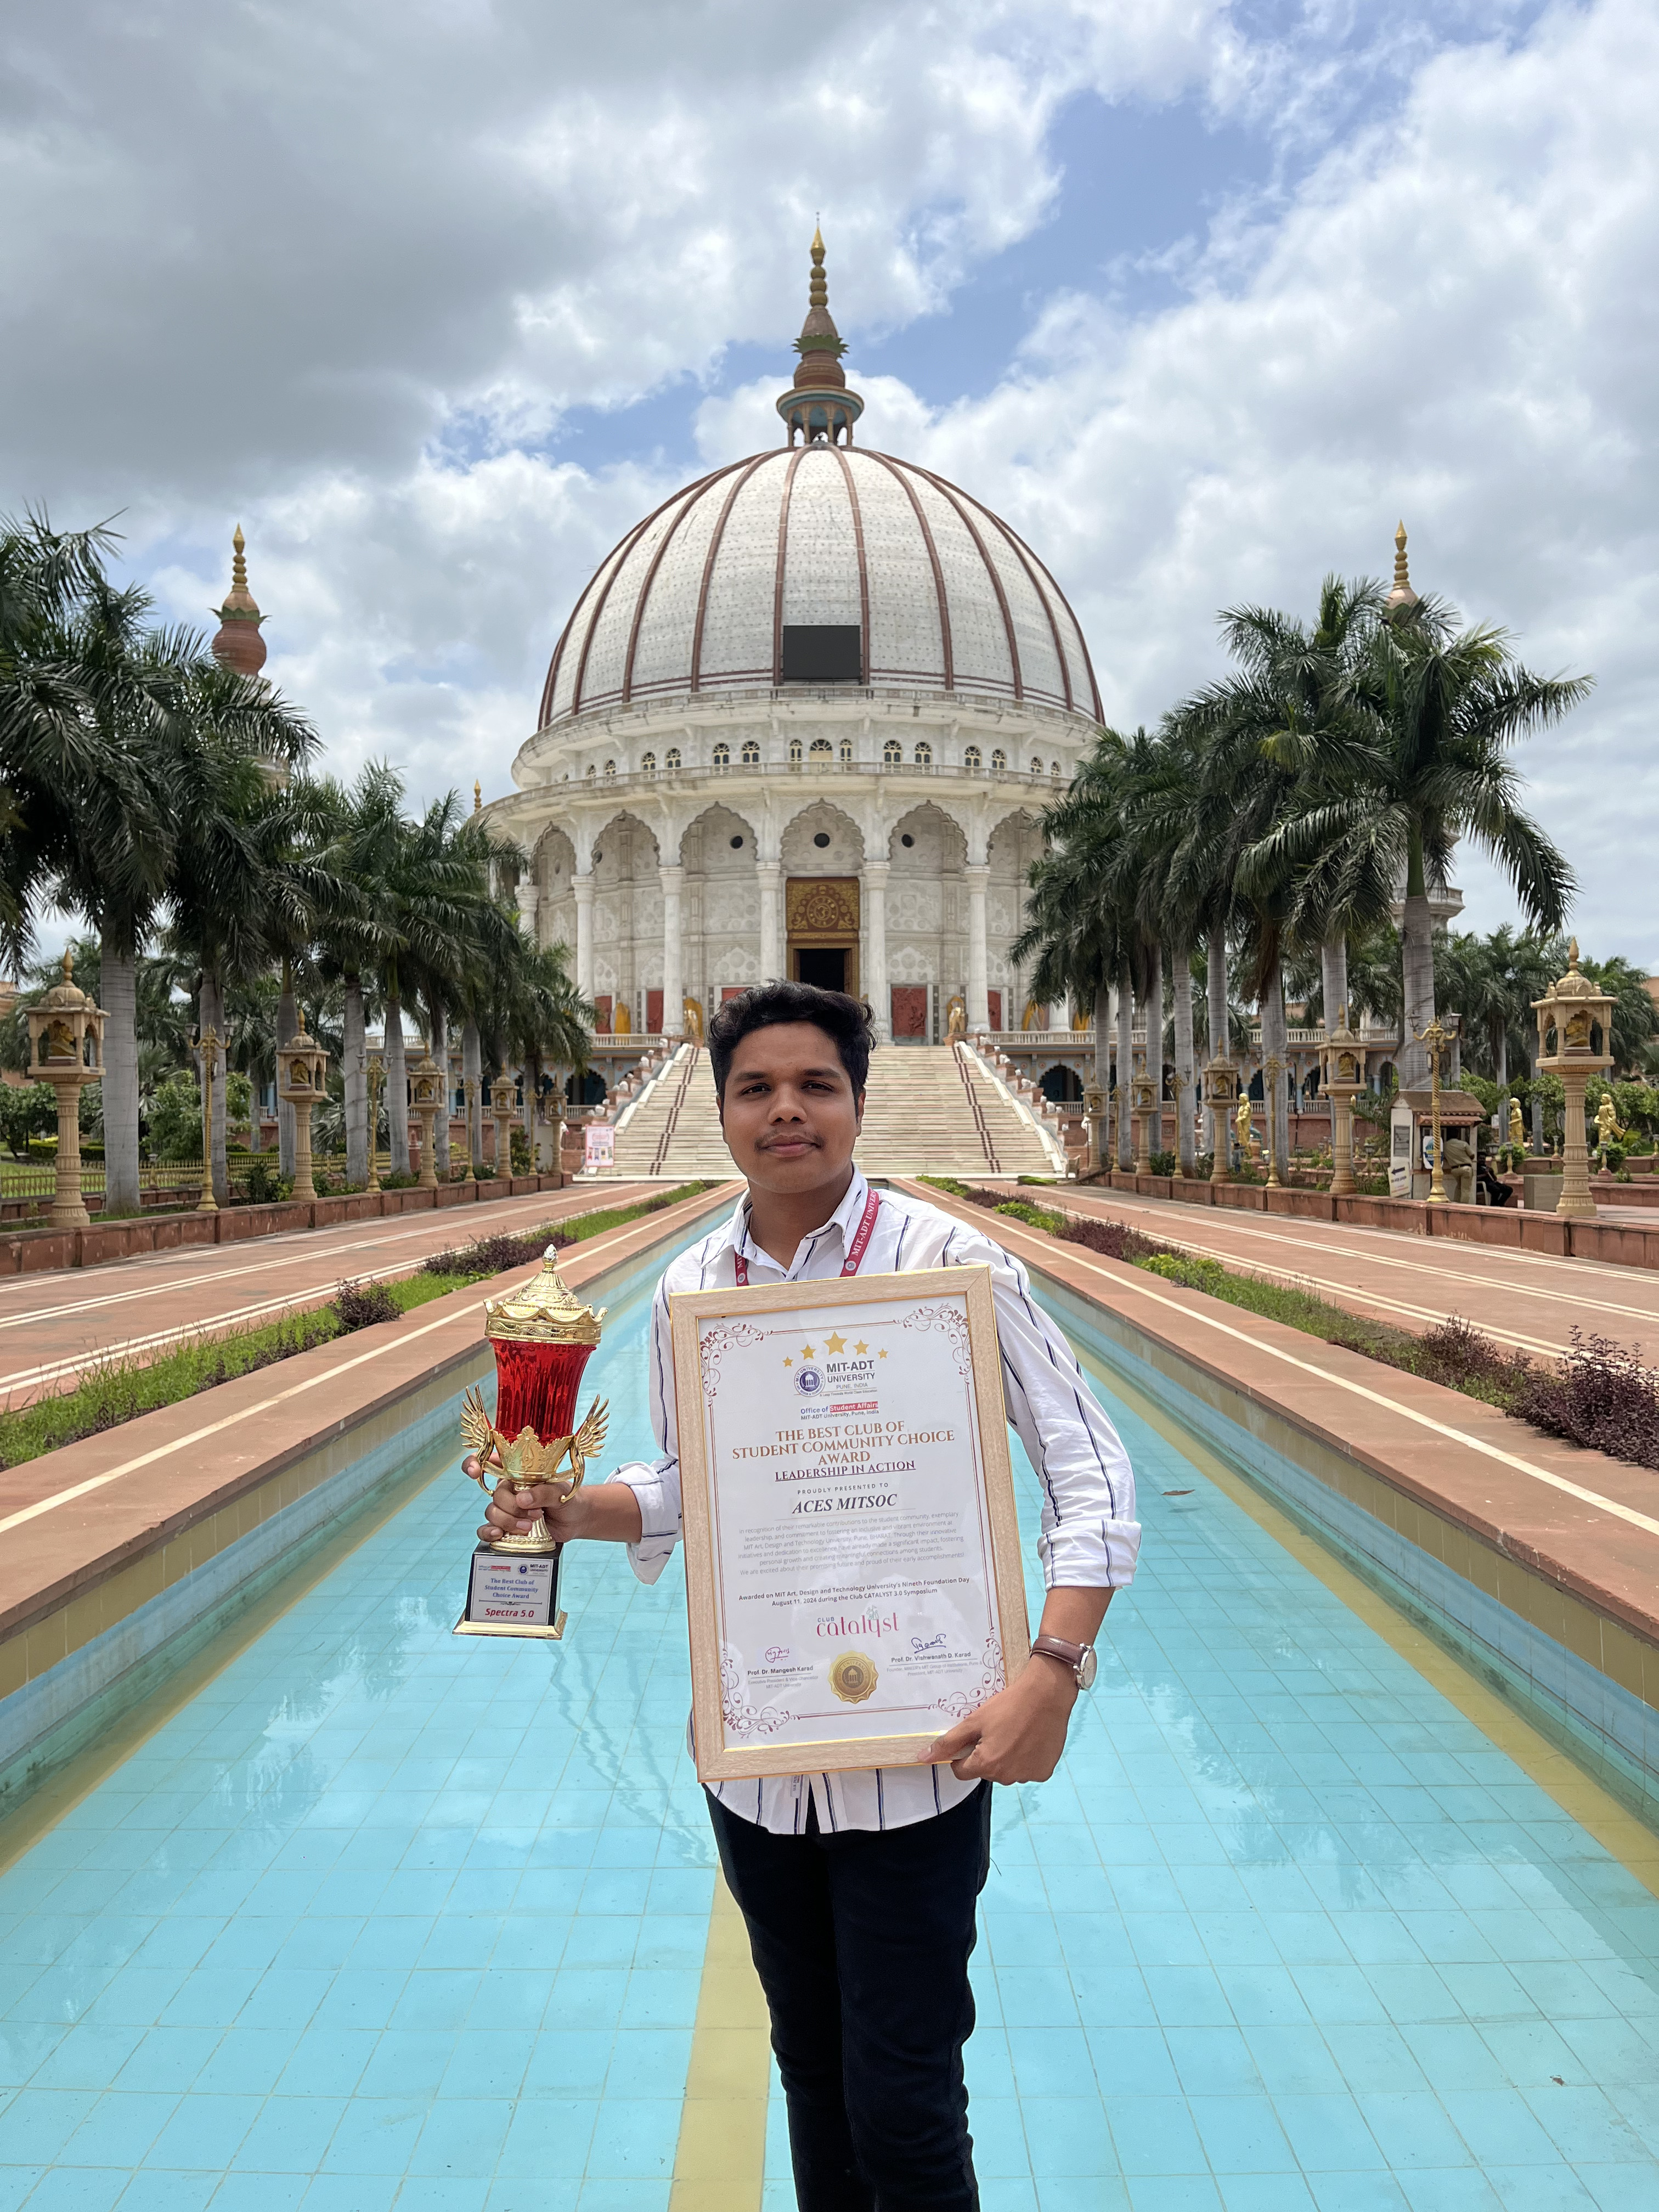 MIT-ADT UNIVERSITY
MIT-ADT
UNIVERSITY
PUNE, INDIA
Office of Student Affairs
MIT-ADT University, Pune, India
THE BEST CLUB OF
STUDENT COMMUNITY CHOICE
AWARD
LEADERSHIP IN ACTION
PROUDLY PRESENTED TO
ACES MITSOC
In recognition of their remarkable contributions to the student community, exemplary
leadership, and commitment to fostering an inclusive and vibrant environment at
MIT Art, Design and Technology University, Pune, BHARAT. Through their innovative
initiatives and dedication to excellence, have already made a significant impact, fostering
personal growth and creating meaningful connections among students.
We are excited about their promising future and proud of their early accomplishments!
Awarded on MIT Art, Design and Technology University's Nineth Foundation Day
August 11, 2024 during the Club CATALYST 3.0 Symposium
CLUB
catalyst
Prof. Dr. Mangesh Karad
MIT-ADT University
Prof. Dr. Vishwanath D. Karad
MIT-ADT
The Best Club of
Student Community
Choice Award
Spectra 5.0